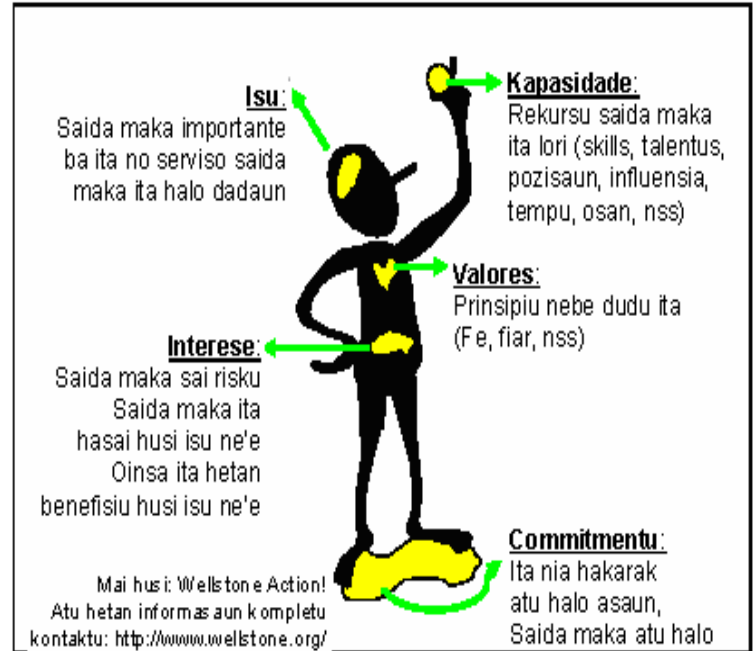 Isu:
Saida maka importante
ba ita no serviso saida
maka ita halo dadaun
Kapasidade:
Rekursu saida maka
ita lori (skills, talentus,
pozisaun, influensia,
tempu, osan, nss)
Valores:
Prinsipiu nebe dudu ita
(Fe, fiar, nss)
Interese:
Saida maka sai risku
Saida maka ita
hasai husi isu ne'e
Oinsa ita hetan
benefisiu husi isu ne'e
Commitmentu:
Ita nia hakarak
atu halo asaun,
Saida maka atu halo
Mai husi: Wellstone Action!
Atu hetan informasaun kompletu
kontaktu: http://www.wellstone.org/